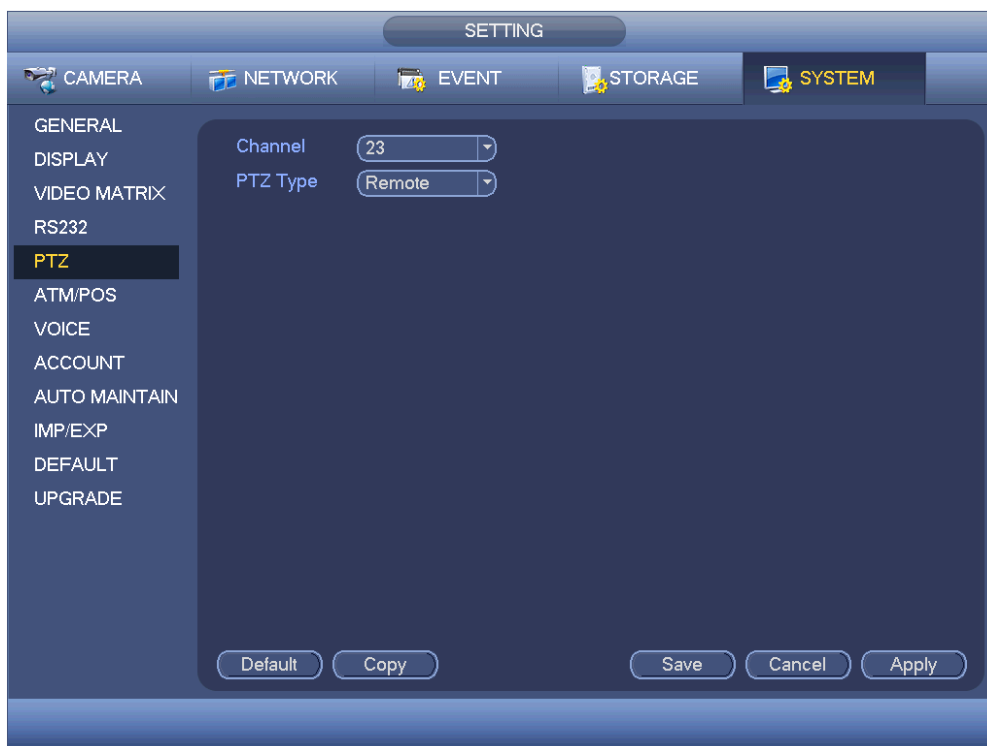 SETTING
CAMERA NETWORK EVENT STORAGE SYSTEM
GENERAL
DISPLAY
VIDEO MATRIX
RS232
PTZ
ATM/POS
VOICE
ACCOUNT
AUTO MAINTAIN
IMP/EXP
DEFAULT
UPGRADE
Channel 23
PTZ Type Remote
Default Copy Save Cancel Apply